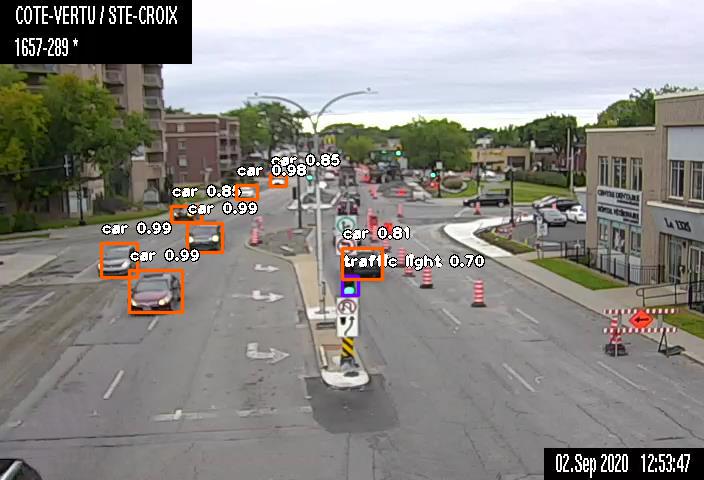 COTE-VERTU / STE-CROIX
1657-289 *
car 0.85
car 0.98
car 0.85
car 0.99
car 0.99
car 0.99
car 0.81
traffic light 0.70
CENTRE DENTAIRE
02.Sep 2020 12:53:47